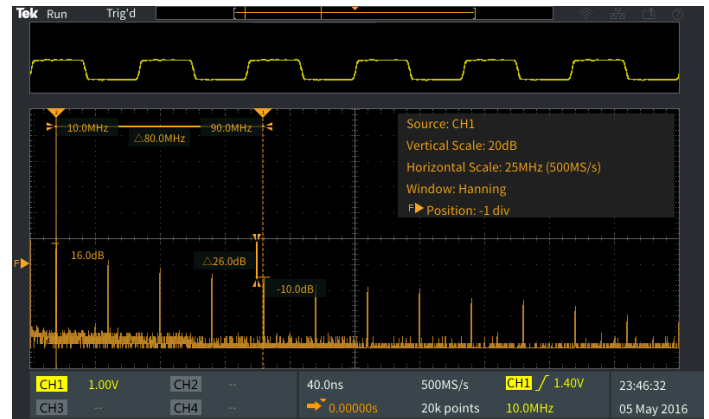 Tek Run Trig'd
10.0MHz 90.0MHz
△80.0MHz
Source: CH1
Vertical Scale: 20dB
Horizontal Scale: 25MHz (500MS/s)
Window: Hanning
F Position: -1 div
F
16.0dB
△26.0dB
-10.0dB
CH1 1.00V CH2 -- 40.0ns 500MS/s CH1 1.40V 23:46:32
CH3 -- CH4 -- 0.00000s 20k points 10.0MHz 05 May 2016